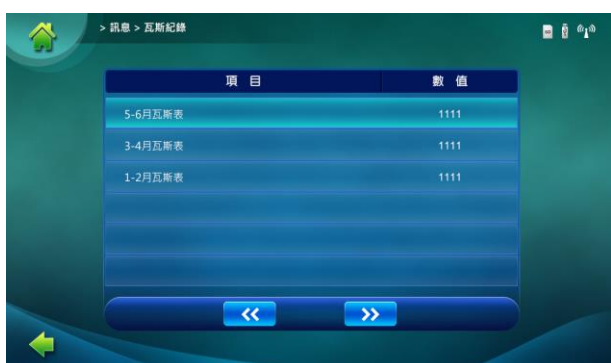 > 訊息 > 瓦斯紀錄
項 目 數 值
5-6月瓦斯表 1111
3-4月瓦斯表 1111
1-2月瓦斯表 1111